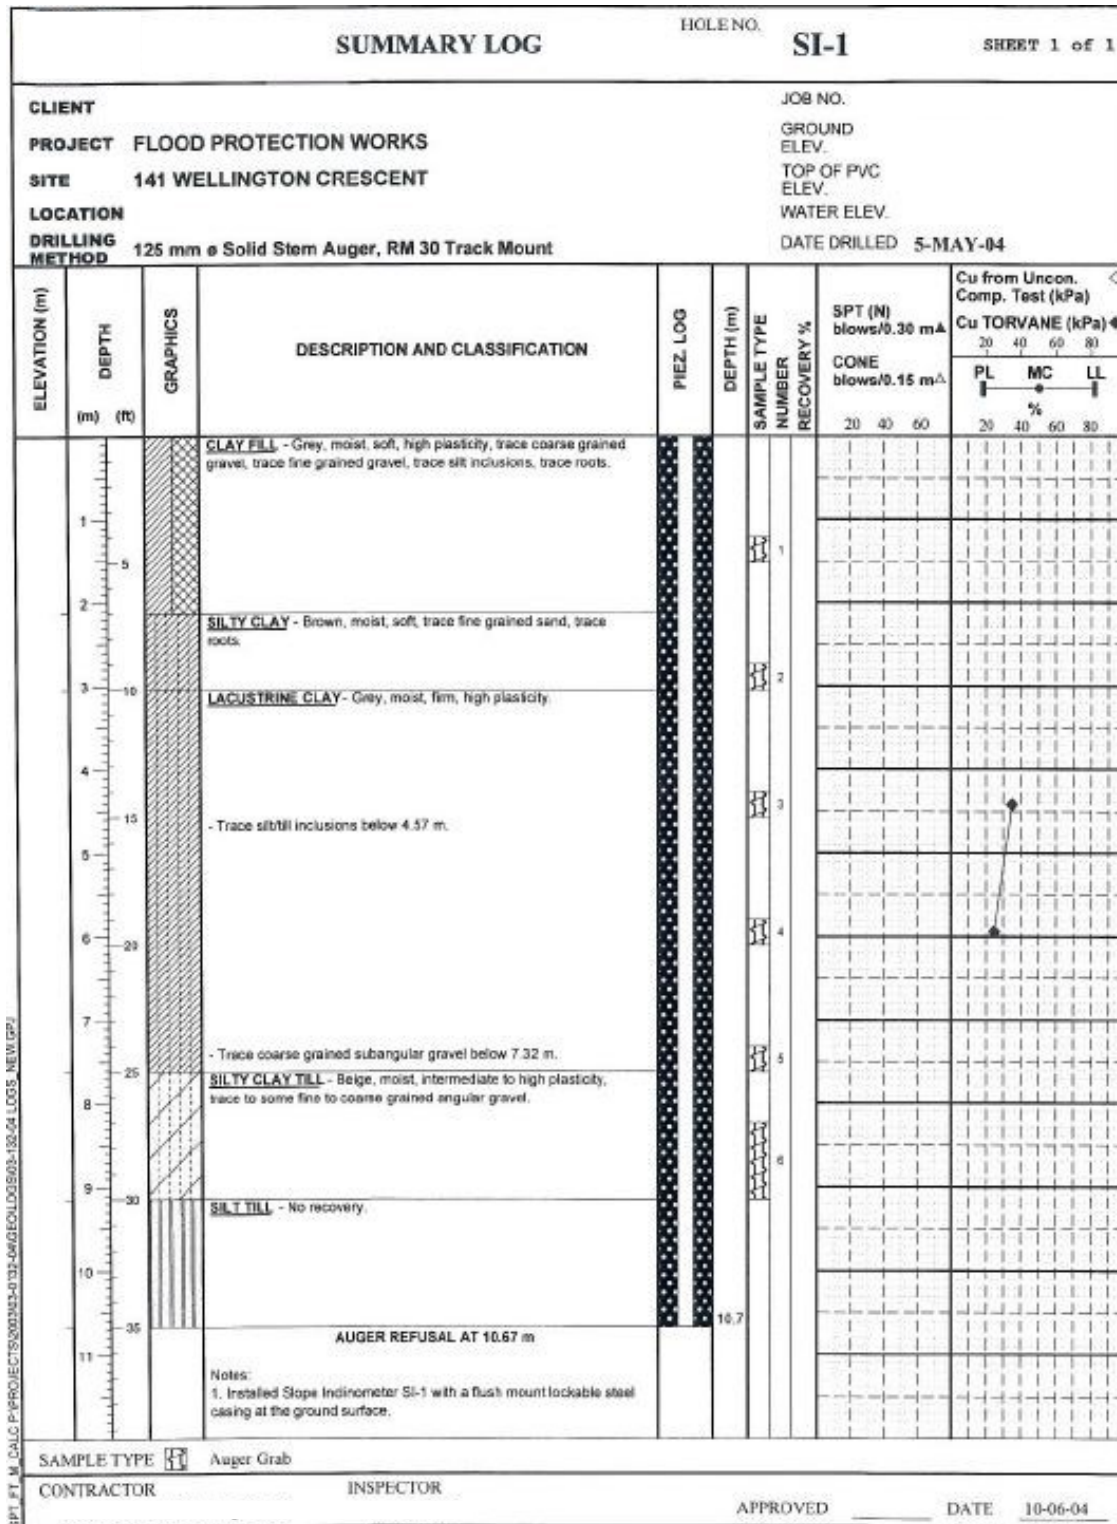 HOLE NO.
SUMMARY LOG
SI-1
SHEET 1 of 1
CLIENT
JOB NO.
PROJECT FLOOD PROTECTION WORKS
GROUND
ELEV.
SITE 141 WELLINGTON CRESCENT
TOP OF PVC
ELEV.
LOCATION
WATER ELEV.
DRILLING
METHOD 125 mm ø Solid Stem Auger, RM 30 Track Mount
DATE DRILLED 5-MAY-04
ELEVATION (m)
DEPTH
(m) (ft)
GRAPHICS
DESCRIPTION AND CLASSIFICATION
PIEZ. LOG
DEPTH (m)
SAMPLE TYPE
NUMBER
RECOVERY %
SPT (N)
blows/0.30 m▲
CONE
blows/0.15 m△
20 40 60
Cu from Uncon.
Comp. Test (kPa)
Cu TORVANE (kPa)
20 40 60 80
PL MC LL
%
20 40 60 80
CLAY FILL - Grey, moist, soft, high plasticity, trace coarse grained
gravel, trace fine grained gravel, trace silt inclusions, trace roots.
1
1
5
2
SILTY CLAY - Brown, moist, soft, trace fine grained sand, trace
roots.
2
3
10
LACUSTRINE CLAY - Grey, moist, firm, high plasticity.
4
3
15
- Trace silt/till inclusions below 4.57 m.
5
4
6
20
7
- Trace coarse grained subangular gravel below 7.32 m.
5
25
SILTY CLAY TILL - Beige, moist, intermediate to high plasticity,
trace to some fine to coarse grained angular gravel.
8
6
9
30
SILT TILL - No recovery.
10
10.7
35
AUGER REFUSAL AT 10.67 m
11
Notes:
1. Installed Slope Indinometer SI-1 with a flush mount lockable steel
casing at the ground surface.
SAMPLE TYPE Auger Grab
CONTRACTOR
INSPECTOR
APPROVED
DATE 10-06-04